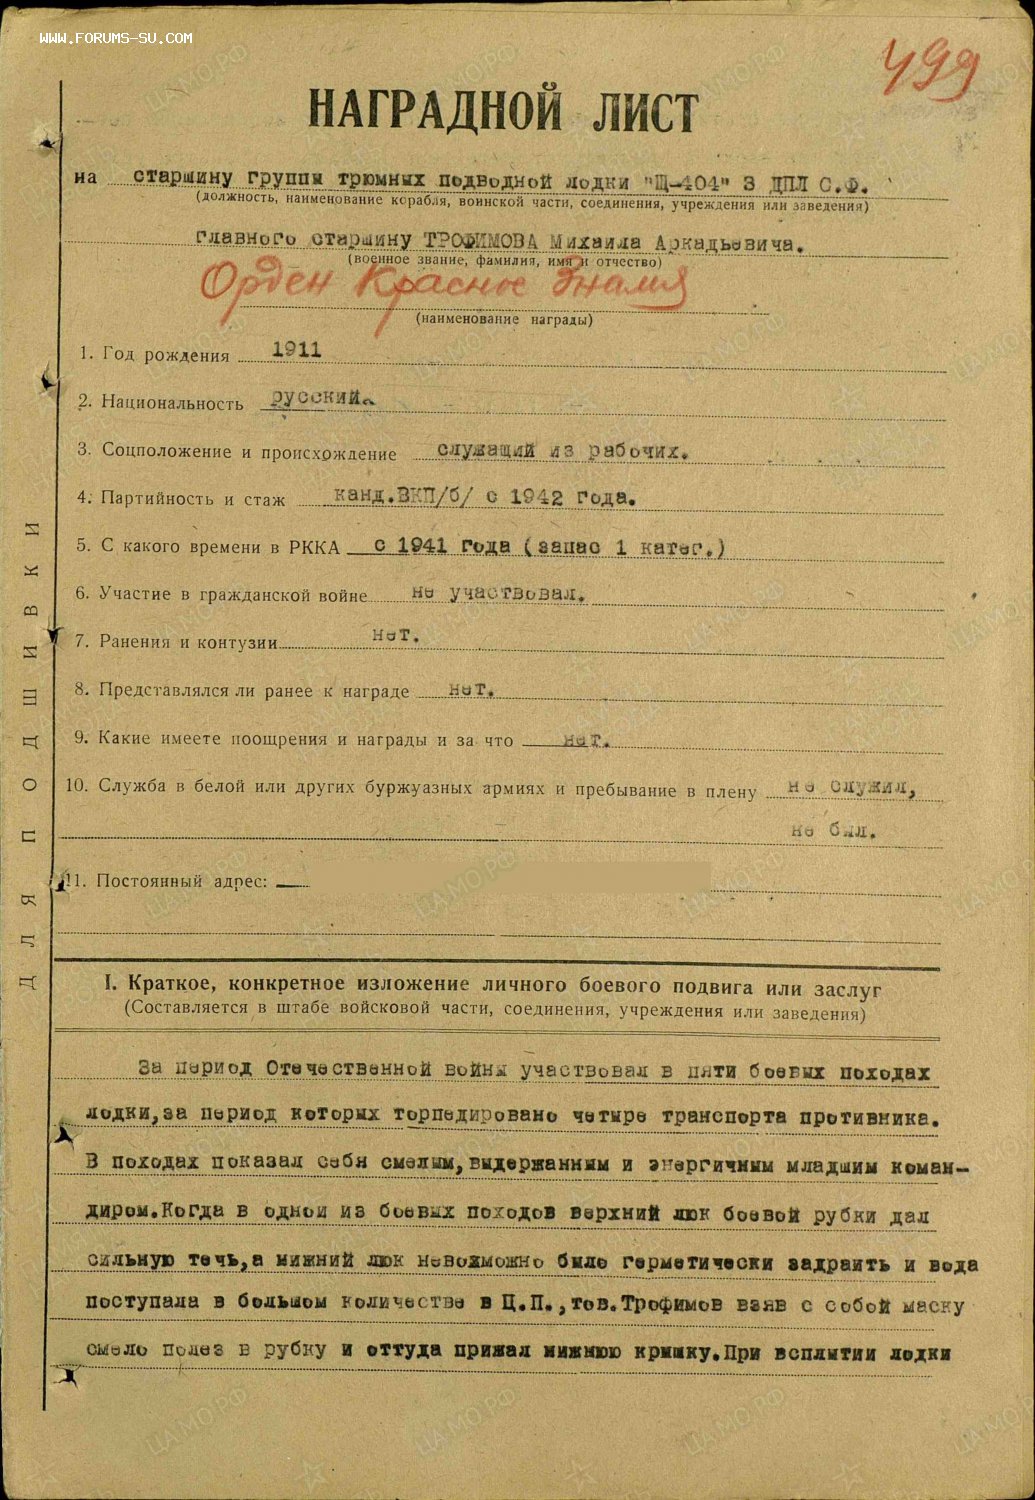 WWW.FORUMS-SU.COM
499
НАГРАДНОЙ ЛИСТ
на старшину группы трюмных подводной лодки "Щ-404" 3 ДПЛ С.Ф.
(должность, наименование корабля, воинской части, соединения, учреждения или заведения)
главного старшину ТРОФИМОВА Михаила Аркадьевича.
(военное звание, фамилия, имя и отчество)
Орден Красное Знамя
(наименование награды)
1. Год рождения 1911
2. Национальность русский.
3. Соцположение и происхождение служащий из рабочих.
4. Партийность и стаж канд.ВКП/б/ с 1942 года.
5. С какого времени в РККА с 1941 года (запас 1 катег.)
6. Участие в гражданской войне не участвовал.
7. Ранения и контузии нет.
8. Представлялся ли ранее к награде нет.
9. Какие имеете поощрения и награды и за что нет.
10. Служба в белой или других буржуазных армиях и пребывание в плену не служил,
не был.
11. Постоянный адрес:
ДЛЯ ПОДШИВКИ
I. Краткое, конкретное изложение личного боевого подвига или заслуг
(Составляется в штабе войсковой части, соединения, учреждения или заведения)
За период Отечественной войны участвовал в пяти боевых походах
лодки,за период которых торпедировано четыре транспорта противника.
В походах показал себя смелым,выдержанным и энергичным младшим коман-
диром.Когда в одной из боевых походов верхний люк боевой рубки дал
сильную течь,а нижний люк невозможно было герметически задраить и вода
поступала в большом количестве в Ц.П.,тов.Трофимов взяв с собой маску
смело полез в рубку и оттуда прижал нижнюю крышку.При всплытии лодки
ЦАМО.РФ